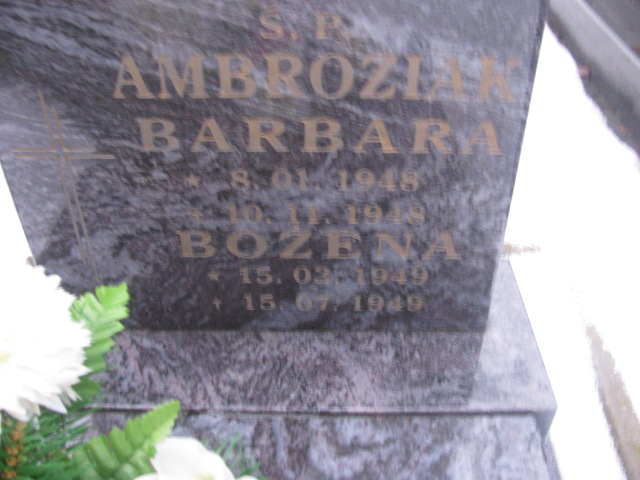 Ś. P.
AMBROZIAK
BARBARA
* 8. 01. 1948
+ 10. 11. 1948
BOŻENA
* 15. 03. 1949
+ 15. 07. 1949